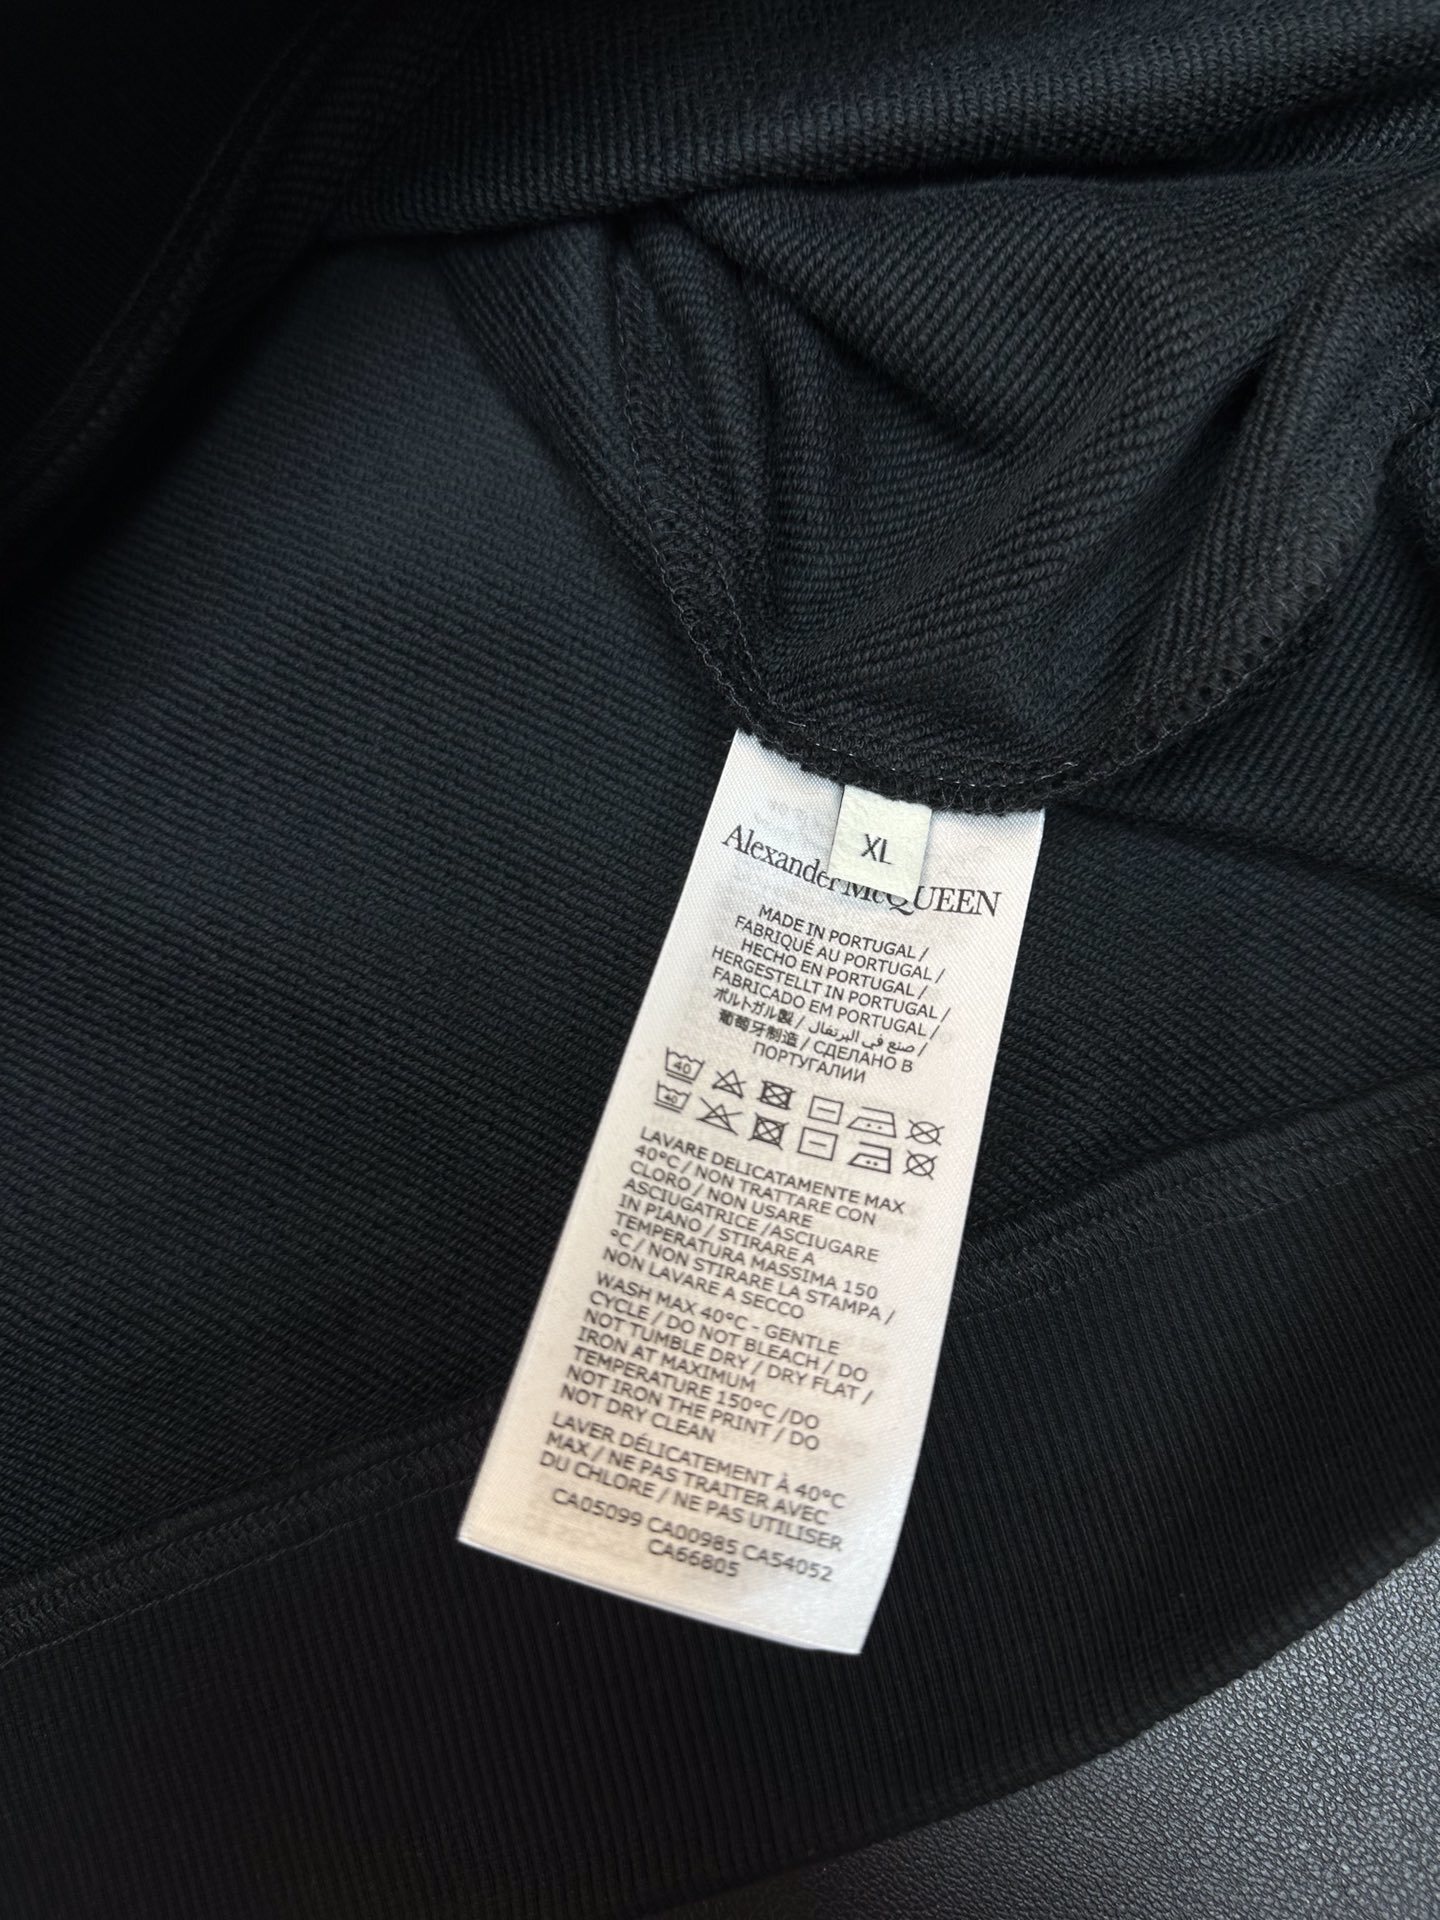 XL
Alexander McQUEEN
MADE IN PORTUGAL /
FABRIQUÉ AU PORTUGAL /
HECHO EN PORTUGAL /
HERGESTELLT IN PORTUGAL /
FABRICADO EM PORTUGAL /
ポルトガル製 / صنع في البرتغال /
葡萄牙制造 / СДЕЛАНО В
ПОРТУГАЛИИ
40
40
LAVARE DELICATAMENTE MAX
40°C / NON TRATTARE CON
CLORO / NON USARE
ASCIUGATRICE /ASCIUGARE
IN PIANO / STIRARE A
TEMPERATURA MASSIMA 150
°C / NON STIRARE LA STAMPA /
NON LAVARE A SECCO
WASH MAX 40°C - GENTLE
CYCLE / DO NOT BLEACH / DO
NOT TUMBLE DRY / DRY FLAT /
IRON AT MAXIMUM
TEMPERATURE 150°C /DO
NOT IRON THE PRINT / DO
NOT DRY CLEAN
LAVER DÉLICATEMENT À 40°C
MAX / NE PAS TRAITER AVEC
DU CHLORE / NE PAS UTILISER
CA05099 CA00985 CA54052
CA66805